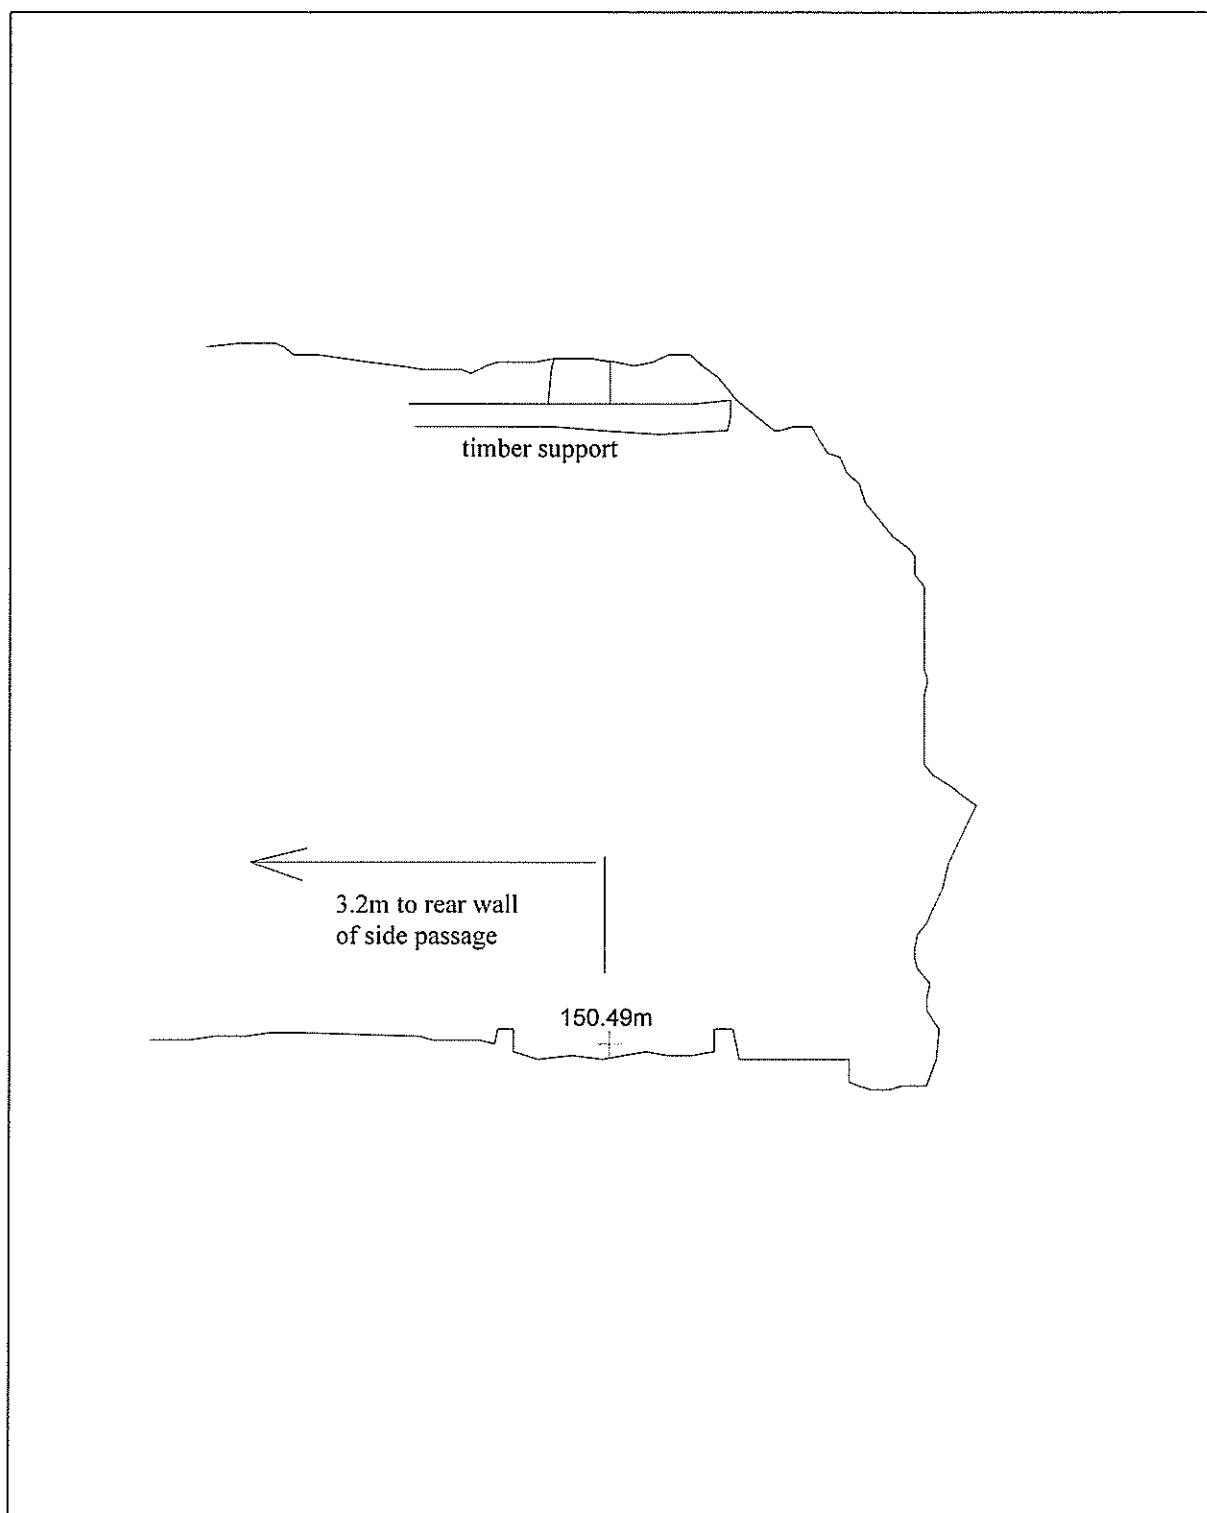 timber support
3.2m to rear wall
of side passage
150.49m